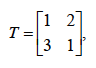 T = [1 2
3 1],